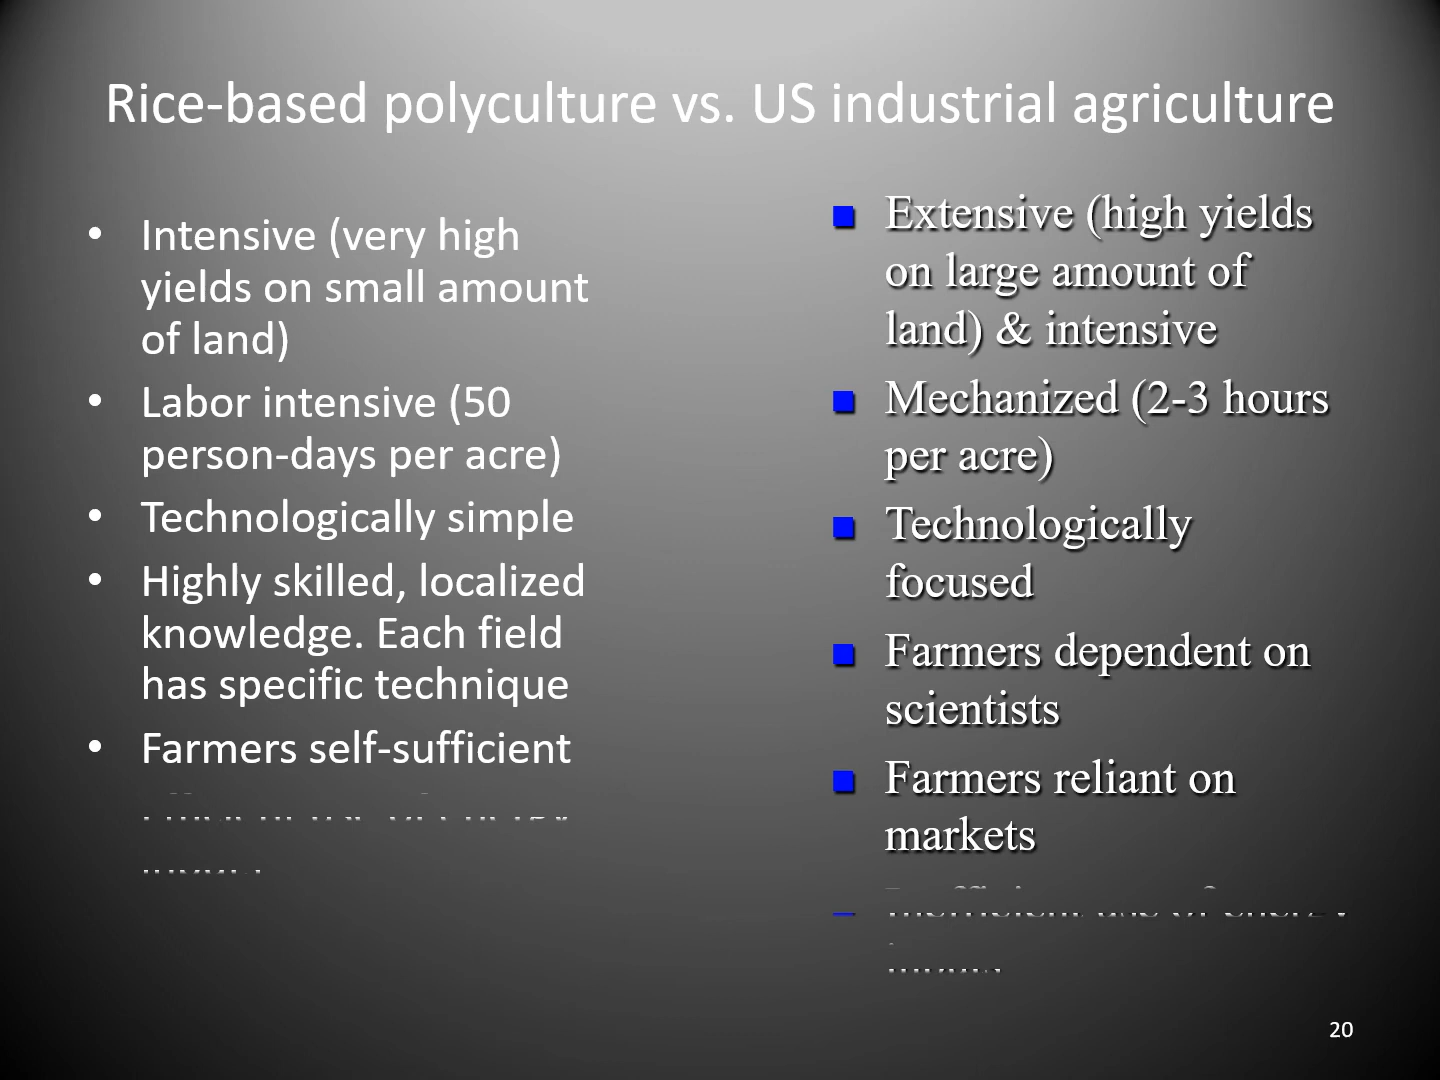 Rice-based polyculture vs. US industrial agriculture
• Intensive (very high
yields on small amount
of land)
• Labor intensive (50
person-days per acre)
• Technologically simple
• Highly skilled, localized
knowledge. Each field
has specific technique
• Farmers self-sufficient
■ Extensive (high yields
on large amount of
land) & intensive
■ Mechanized (2-3 hours
per acre)
■ Technologically
focused
■ Farmers dependent on
scientists
■ Farmers reliant on
markets
20